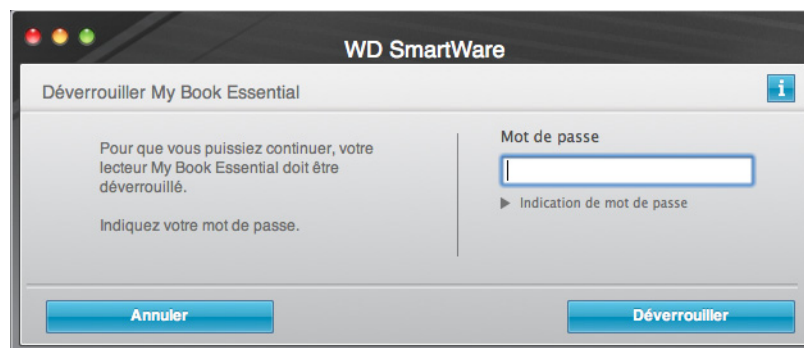 WD SmartWare
Déverrouiller My Book Essential
i
Pour que vous puissiez continuer, votre
lecteur My Book Essential doit être
déverrouillé.
Indiquez votre mot de passe.
Mot de passe
Indication de mot de passe
Annuler
Déverrouiller